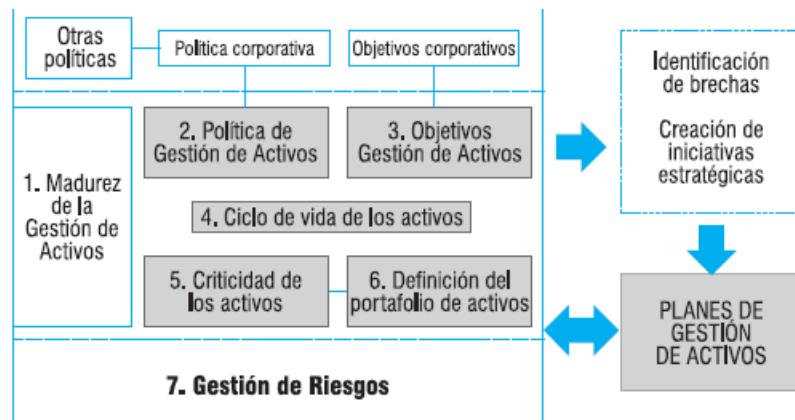 Otras
políticas
Política corporativa
Objetivos corporativos
1. Madurez
de la
Gestión de
Activos
2. Política de
Gestión de Activos
3. Objetivos
Gestión de Activos
4. Ciclo de vida de los activos
5. Criticidad de
los activos
6. Definición del
portafolio de activos
7. Gestión de Riesgos
Identificación
de brechas
Creación de
iniciativas
estratégicas
PLANES DE
GESTIÓN
DE ACTIVOS